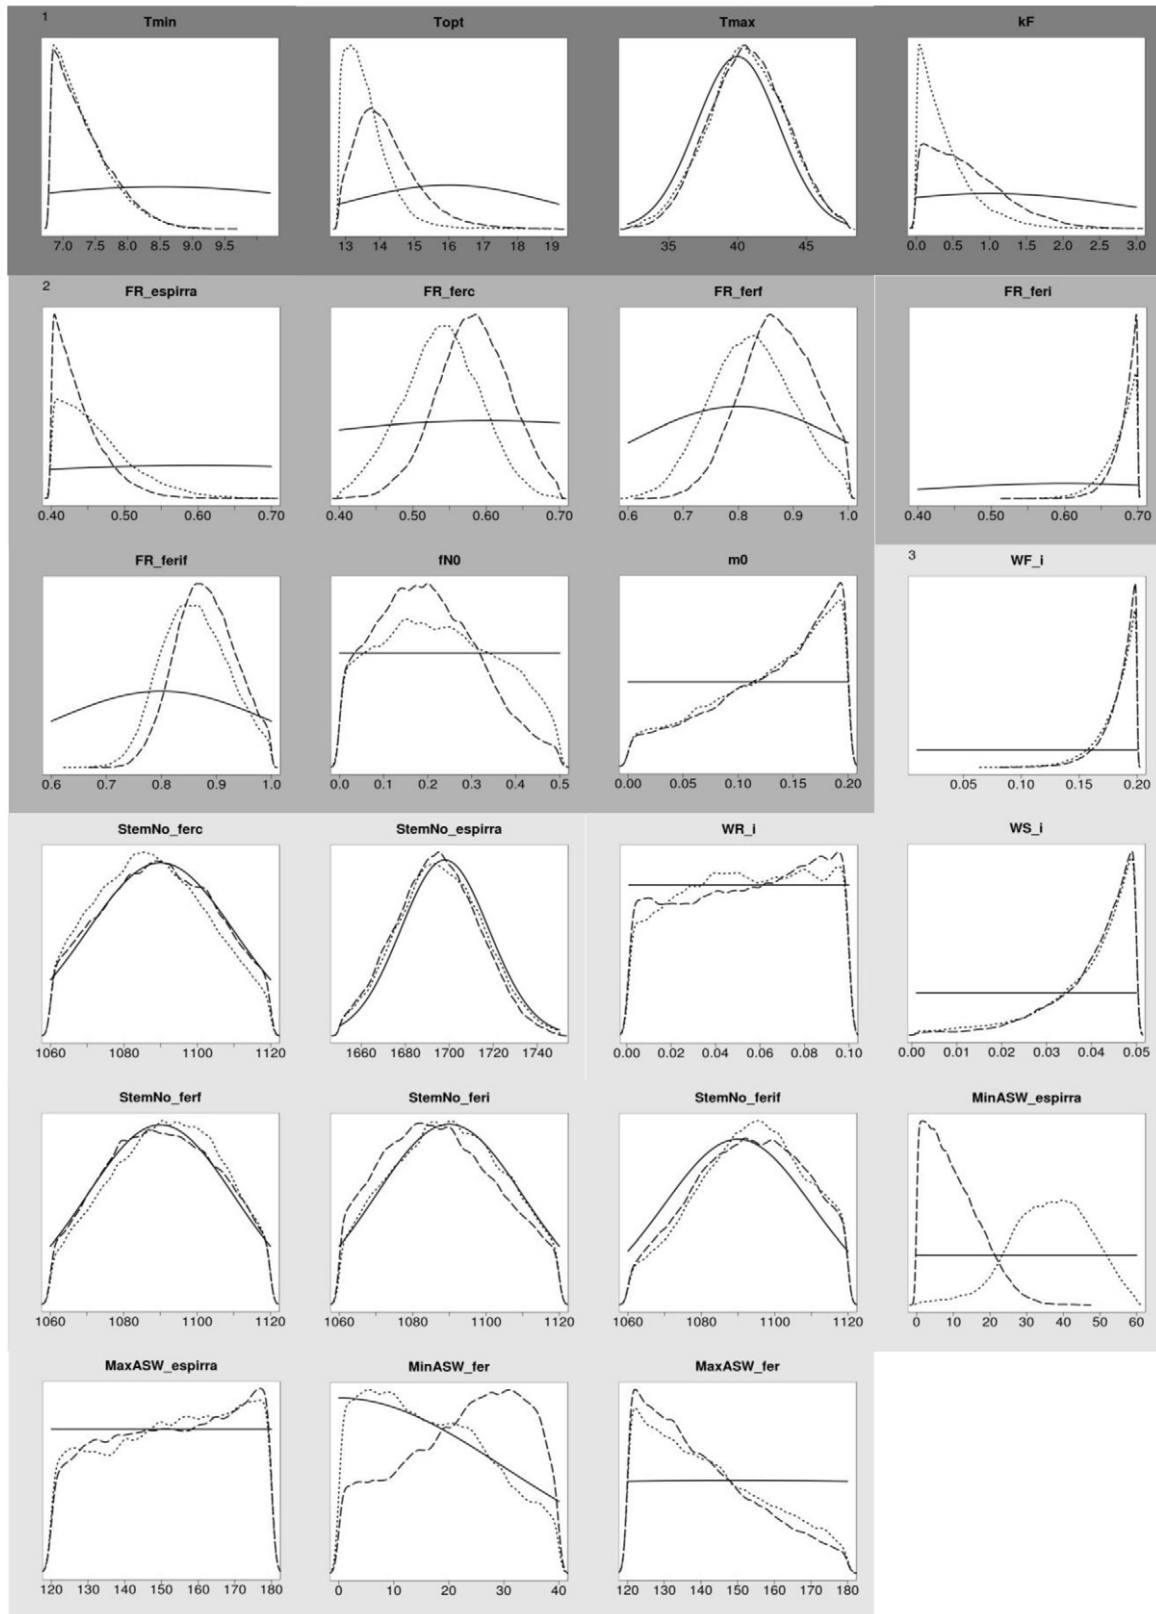 1
Tmin Topt Tmax kF
7.0 7.5 8.0 8.5 9.0 9.5 13 14 15 16 17 18 19 35 40 45 0.0 0.5 1.0 1.5 2.0 2.5 3.0
2
FR_espirra FR_ferc FR_ferf FR_feri
0.40 0.50 0.60 0.70 0.40 0.50 0.60 0.70 0.6 0.7 0.8 0.9 1.0 0.40 0.50 0.60 0.70
3
FR_ferif fN0 m0 WF_i
0.6 0.7 0.8 0.9 1.0 0.0 0.1 0.2 0.3 0.4 0.5 0.00 0.05 0.10 0.15 0.20 0.05 0.10 0.15 0.20
StemNo_ferc StemNo_espirra WR_i WS_i
1060 1080 1100 1120 1660 1680 1700 1720 1740 0.00 0.02 0.04 0.06 0.08 0.10 0.00 0.01 0.02 0.03 0.04 0.05
StemNo_ferf StemNo_feri StemNo_ferif MinASW_espirra
1060 1080 1100 1120 1060 1080 1100 1120 1060 1080 1100 1120 0 10 20 30 40 50 60
MaxASW_espirra MinASW_fer MaxASW_fer
120 130 140 150 160 170 180 0 10 20 30 40 120 130 140 150 160 170 180